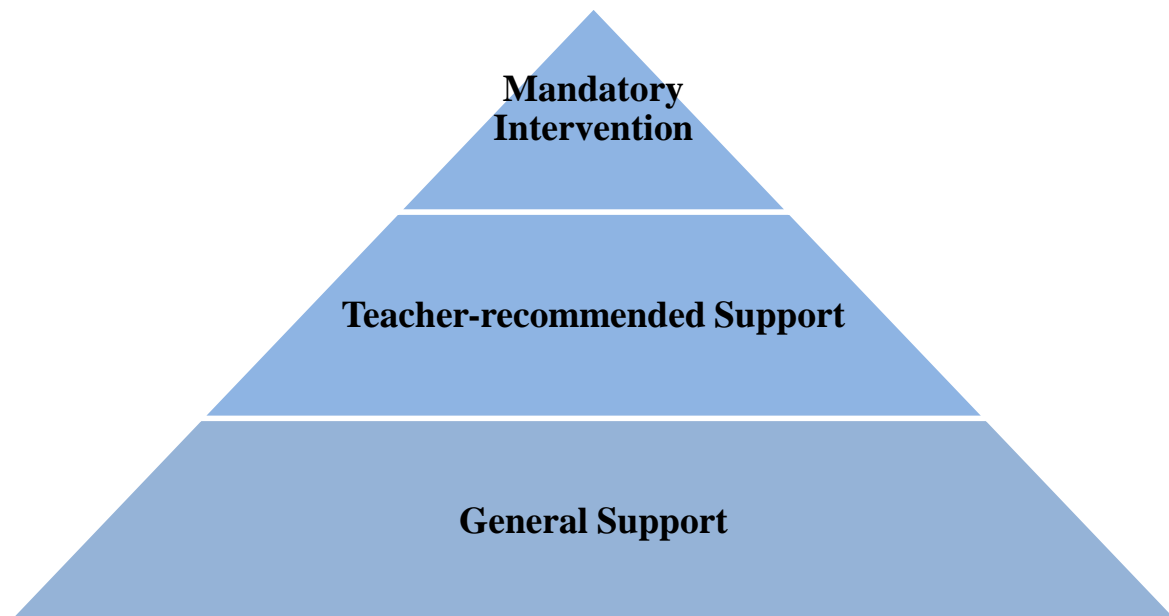 Mandatory
Intervention
Teacher-recommended Support
General Support